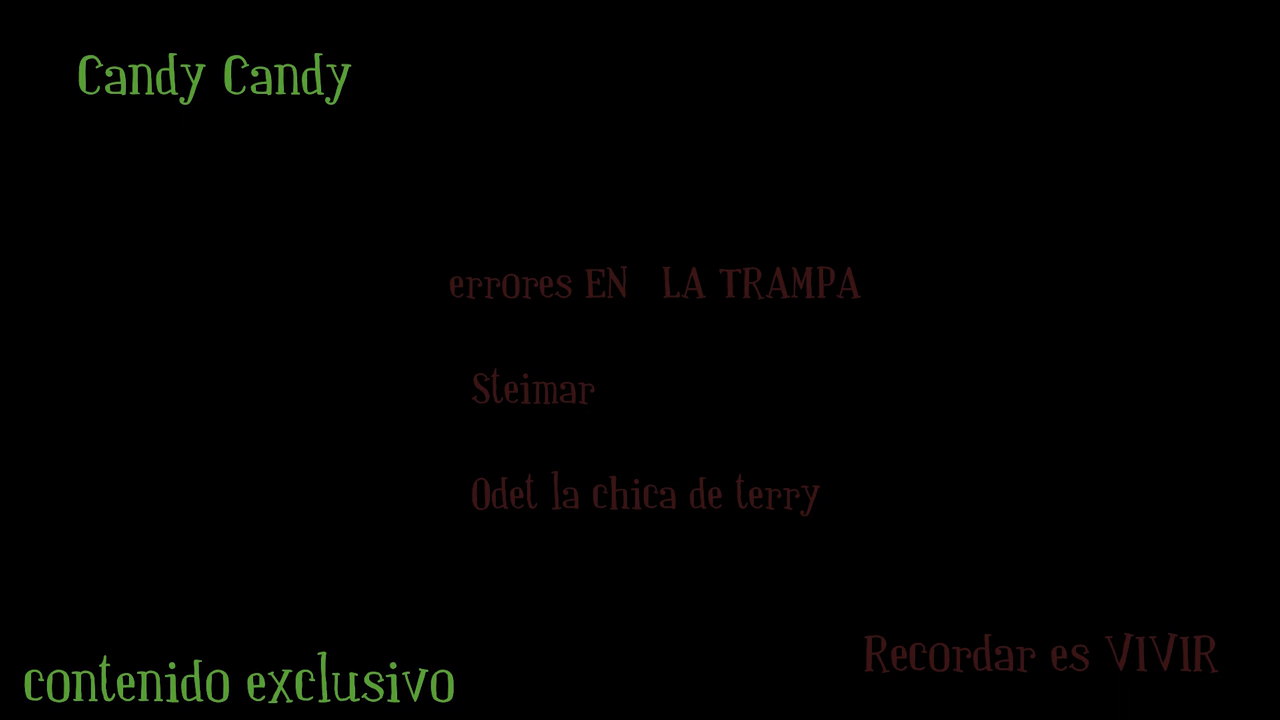 Candy Candy
errores EN LA TRAMPA
Steimar
Odet la chica de terry
Recordar es VIVIR
contenido exclusivo